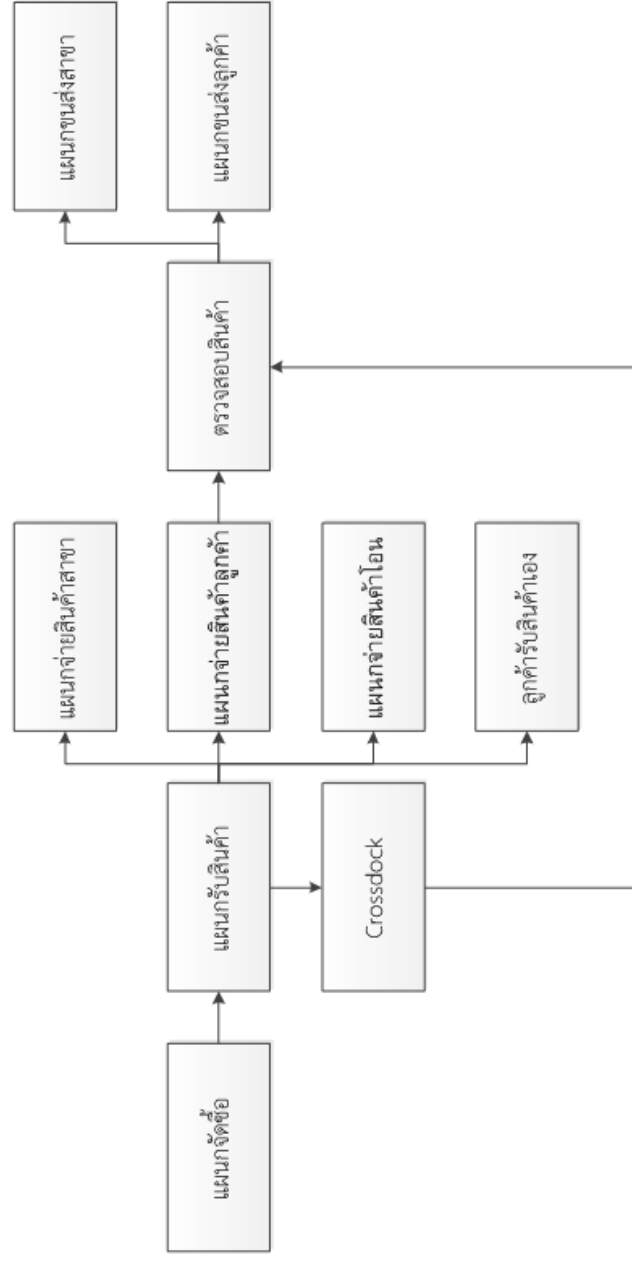 แผนกจัดซื้อ
แผนกรับสินค้า
Crossdock
แผนกจ่ายสินค้าสาขา
แผนกจ่ายสินค้าลูกค้า
แผนกจ่ายสินค้าโอน
ลูกค้ารับสินค้าเอง
ตรวจสอบสินค้า
แผนกขนส่งสาขา
แผนกขนส่งลูกค้า